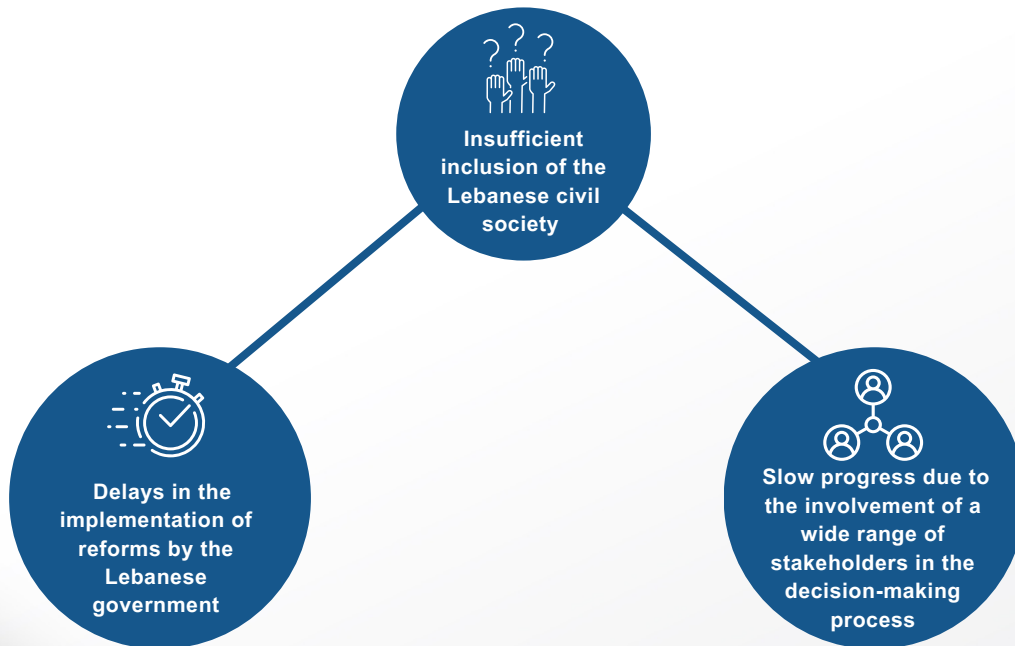 ? ? ?
Insufficient
inclusion of the
Lebanese civil
society
Delays in the
implementation of
reforms by the
Lebanese
government
Slow progress due to
the involvement of a
wide range of
stakeholders in the
decision-making
process